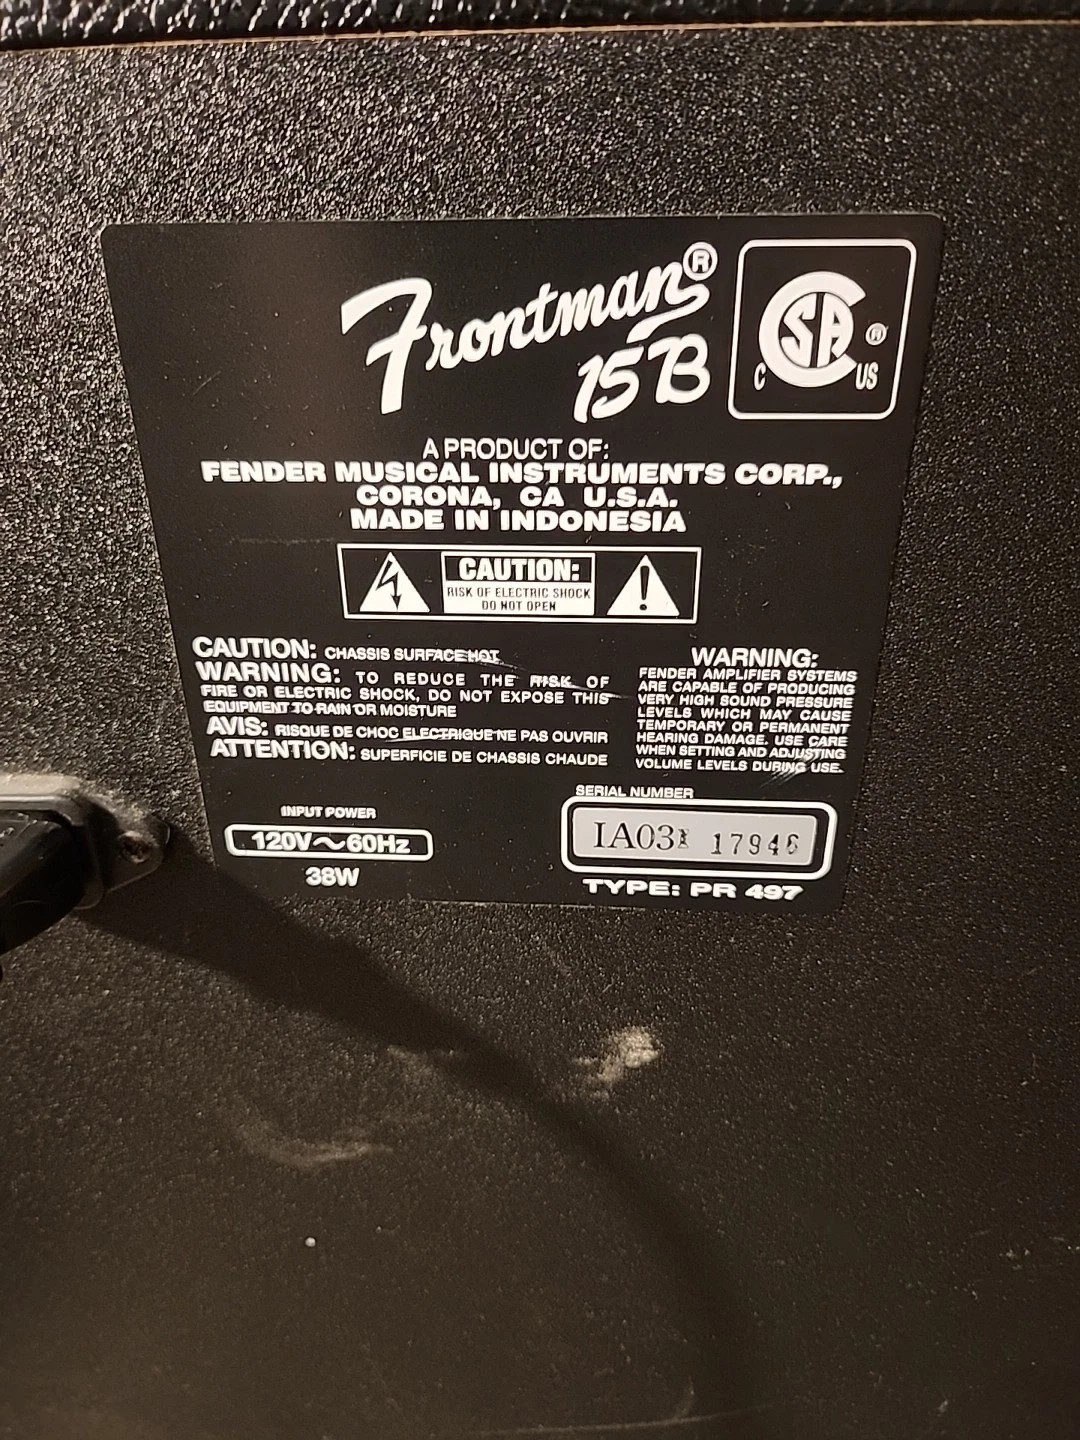 Frontman®
15B
CSA®
C US
A PRODUCT OF:
FENDER MUSICAL INSTRUMENTS CORP.,
CORONA, CA U.S.A.
MADE IN INDONESIA
CAUTION:
RISK OF ELECTRIC SHOCK
DO NOT OPEN
CAUTION: CHASSIS SURFACE HOT
WARNING: TO REDUCE THE RISK OF
FIRE OR ELECTRIC SHOCK, DO NOT EXPOSE THIS
EQUIPMENT TO RAIN OR MOISTURE
AVIS: RISQUE DE CHOC ELECTRIQUE NE PAS OUVRIR
ATTENTION: SUPERFICIE DE CHASSIS CHAUDE
WARNING:
FENDER AMPLIFIER SYSTEMS
ARE CAPABLE OF PRODUCING
VERY HIGH SOUND PRESSURE
LEVELS WHICH MAY CAUSE
TEMPORARY OR PERMANENT
HEARING DAMAGE. USE CARE
WHEN SETTING AND ADJUSTING
VOLUME LEVELS DURING USE.
INPUT POWER
120V～60Hz
38W
SERIAL NUMBER
IA03 17946
TYPE: PR 497